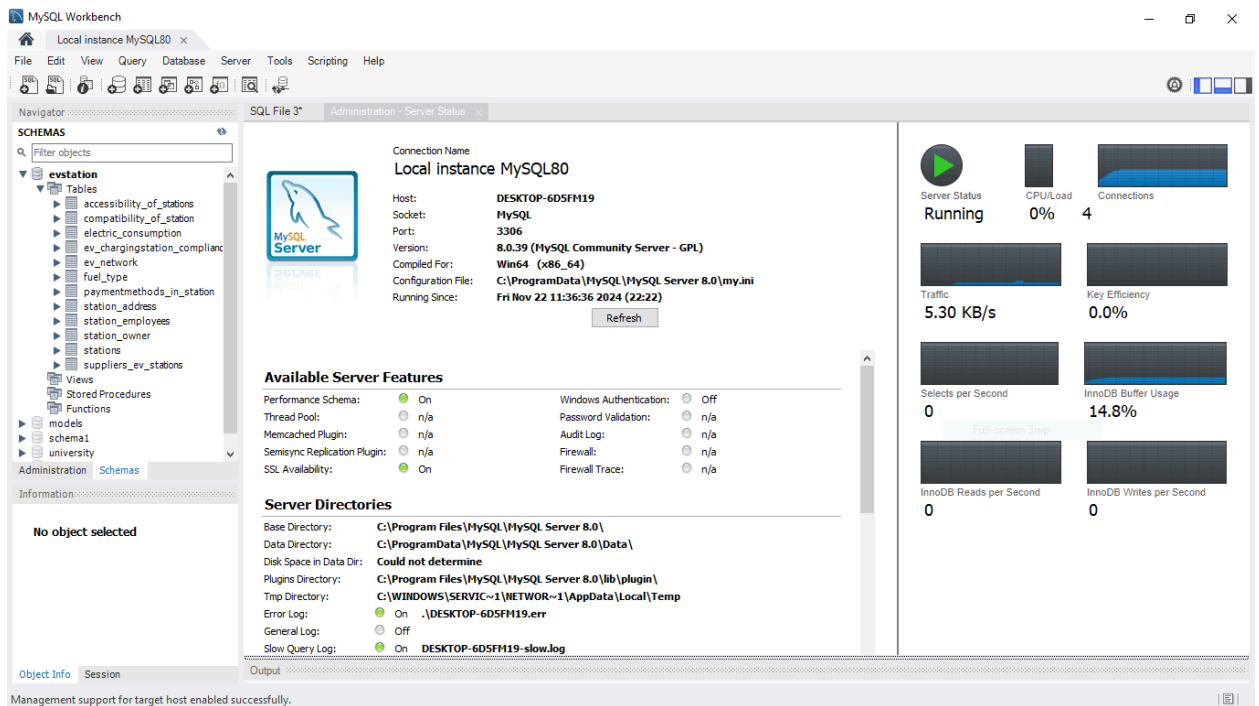 MySQL Workbench
Local instance MySQL80 ×
File Edit View Query Database Server Tools Scripting Help
Navigator
SCHEMAS
Filter objects
evstation
Tables
accessibility_of_stations
compatibility_of_station
electric_consumption
ev_chargingstation_complianc
ev_network
fuel_type
paymentmethods_in_station
station_address
station_employees
station_owner
stations
suppliers_ev_stations
Views
Stored Procedures
Functions
models
schema1
university
Administration Schemas
Information
No object selected
Object Info Session
SQL File 3* Administration - Server Status ×
Connection Name
Local instance MySQL80
MySQL Server
Host: DESKTOP-6D5FM19
Socket: MySQL
Port: 3306
Version: 8.0.39 (MySQL Community Server - GPL)
Compiled For: Win64 (x86_64)
Configuration File: C:\ProgramData\MySQL\MySQL Server 8.0\my.ini
Running Since: Fri Nov 22 11:36:36 2024 (22:22)
Refresh
Available Server Features
Performance Schema: On Windows Authentication: Off
Thread Pool: n/a Password Validation: n/a
Memcached Plugin: n/a Audit Log: n/a
Semisync Replication Plugin: n/a Firewall: n/a
SSL Availability: On Firewall Trace: n/a
Server Directories
Base Directory: C:\Program Files\MySQL\MySQL Server 8.0\
Data Directory: C:\ProgramData\MySQL\MySQL Server 8.0\Data\
Disk Space in Data Dir: Could not determine
Plugins Directory: C:\Program Files\MySQL\MySQL Server 8.0\lib\plugin\
Tmp Directory: C:\WINDOWS\SERVIC~1\NETWOR~1\AppData\Local\Temp
Error Log: On .\DESKTOP-6D5FM19.err
General Log: Off
Slow Query Log: On DESKTOP-6D5FM19-slow.log
Output
Server Status CPU/Load Connections
Running 0% 4
Traffic Key Efficiency
5.30 KB/s 0.0%
Selects per Second InnoDB Buffer Usage
0 14.8%
Full-screen Snip
InnoDB Reads per Second InnoDB Writes per Second
0 0
Management support for target host enabled successfully.